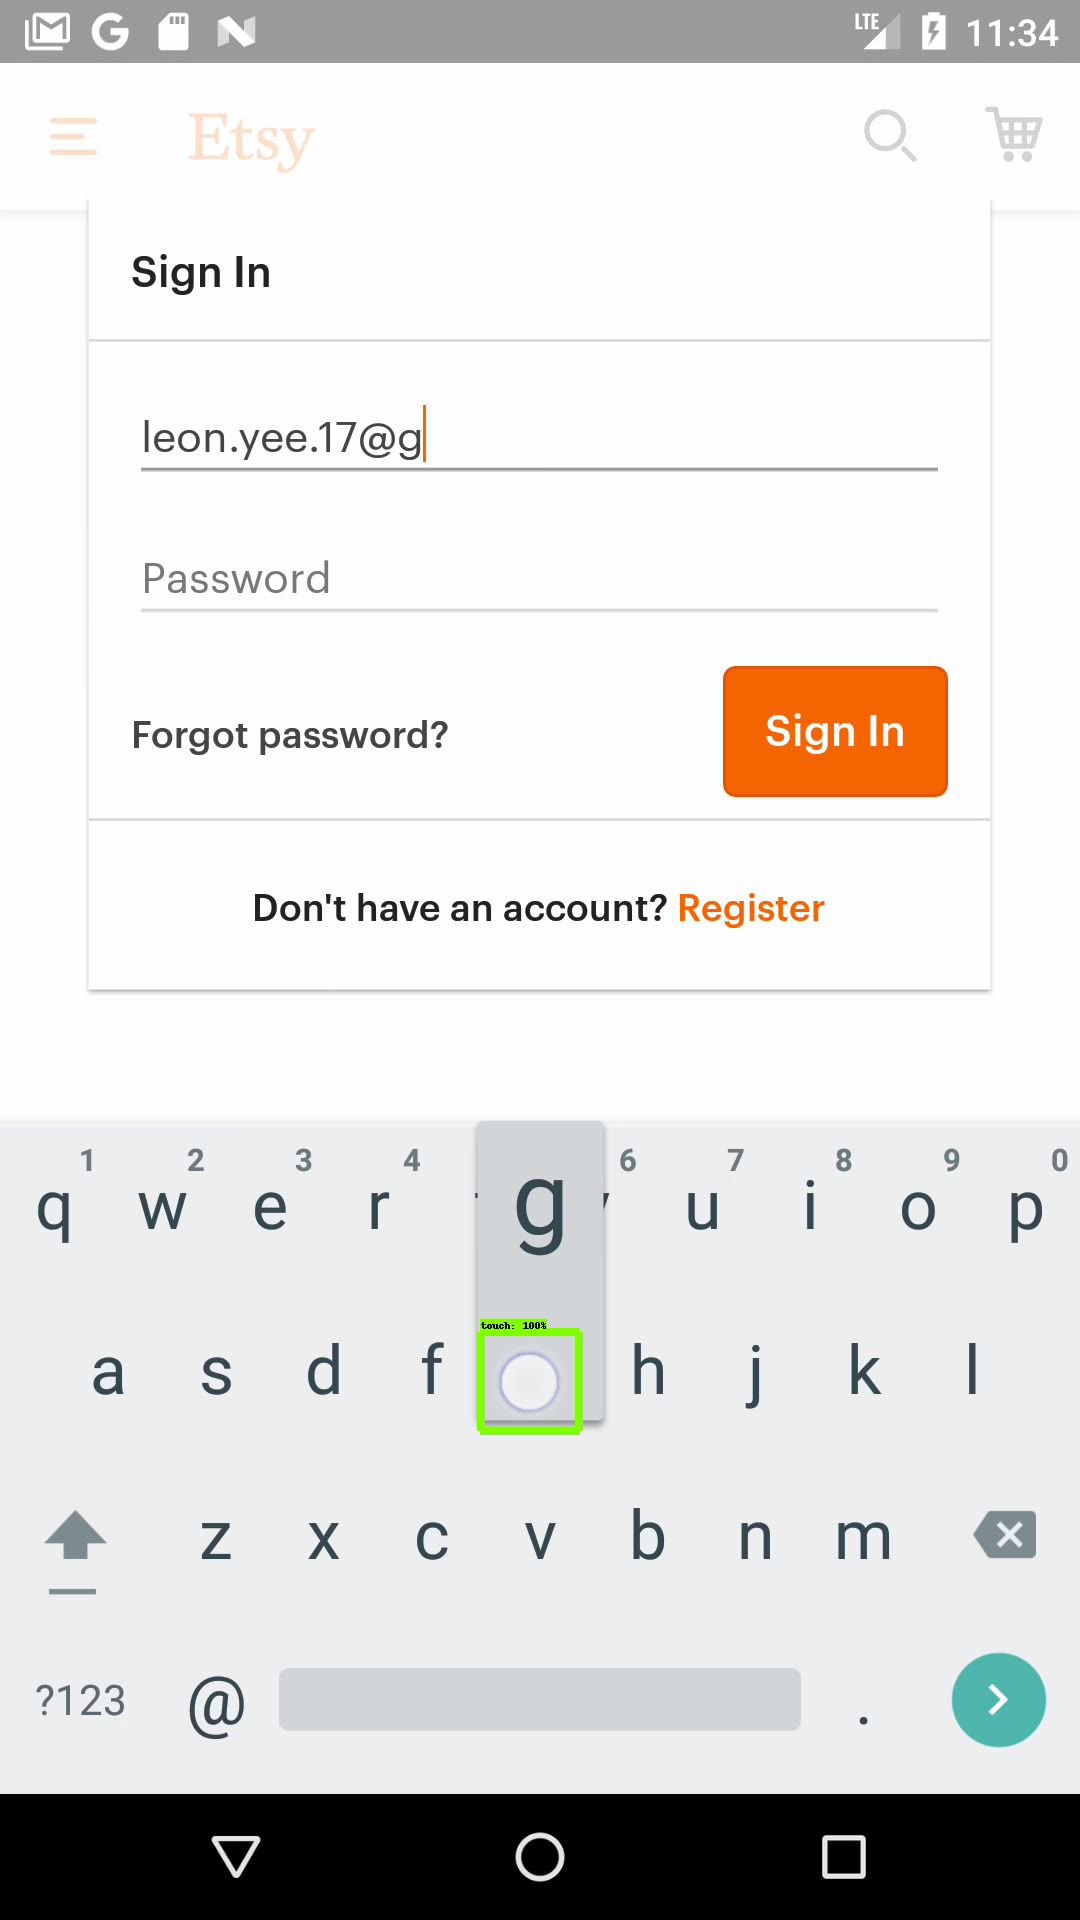 LTE 11:34
Etsy
Sign In
leon.yee.17@g
Password
Forgot password?
Sign In
Don't have an account? Register
1 2 3 4 6 7 8 9 0
q w e r g u i o p
touch: 100%
a s d f h j k l
z x c v b n m
?123 @ .